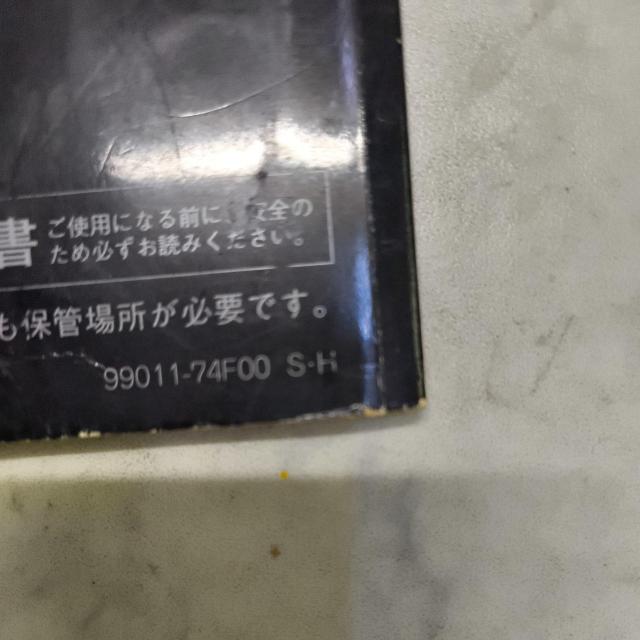 書
ご使用になる前に 安全の
ため必ずお読みください。
も保管場所が必要です。
99011-74F00 S-H